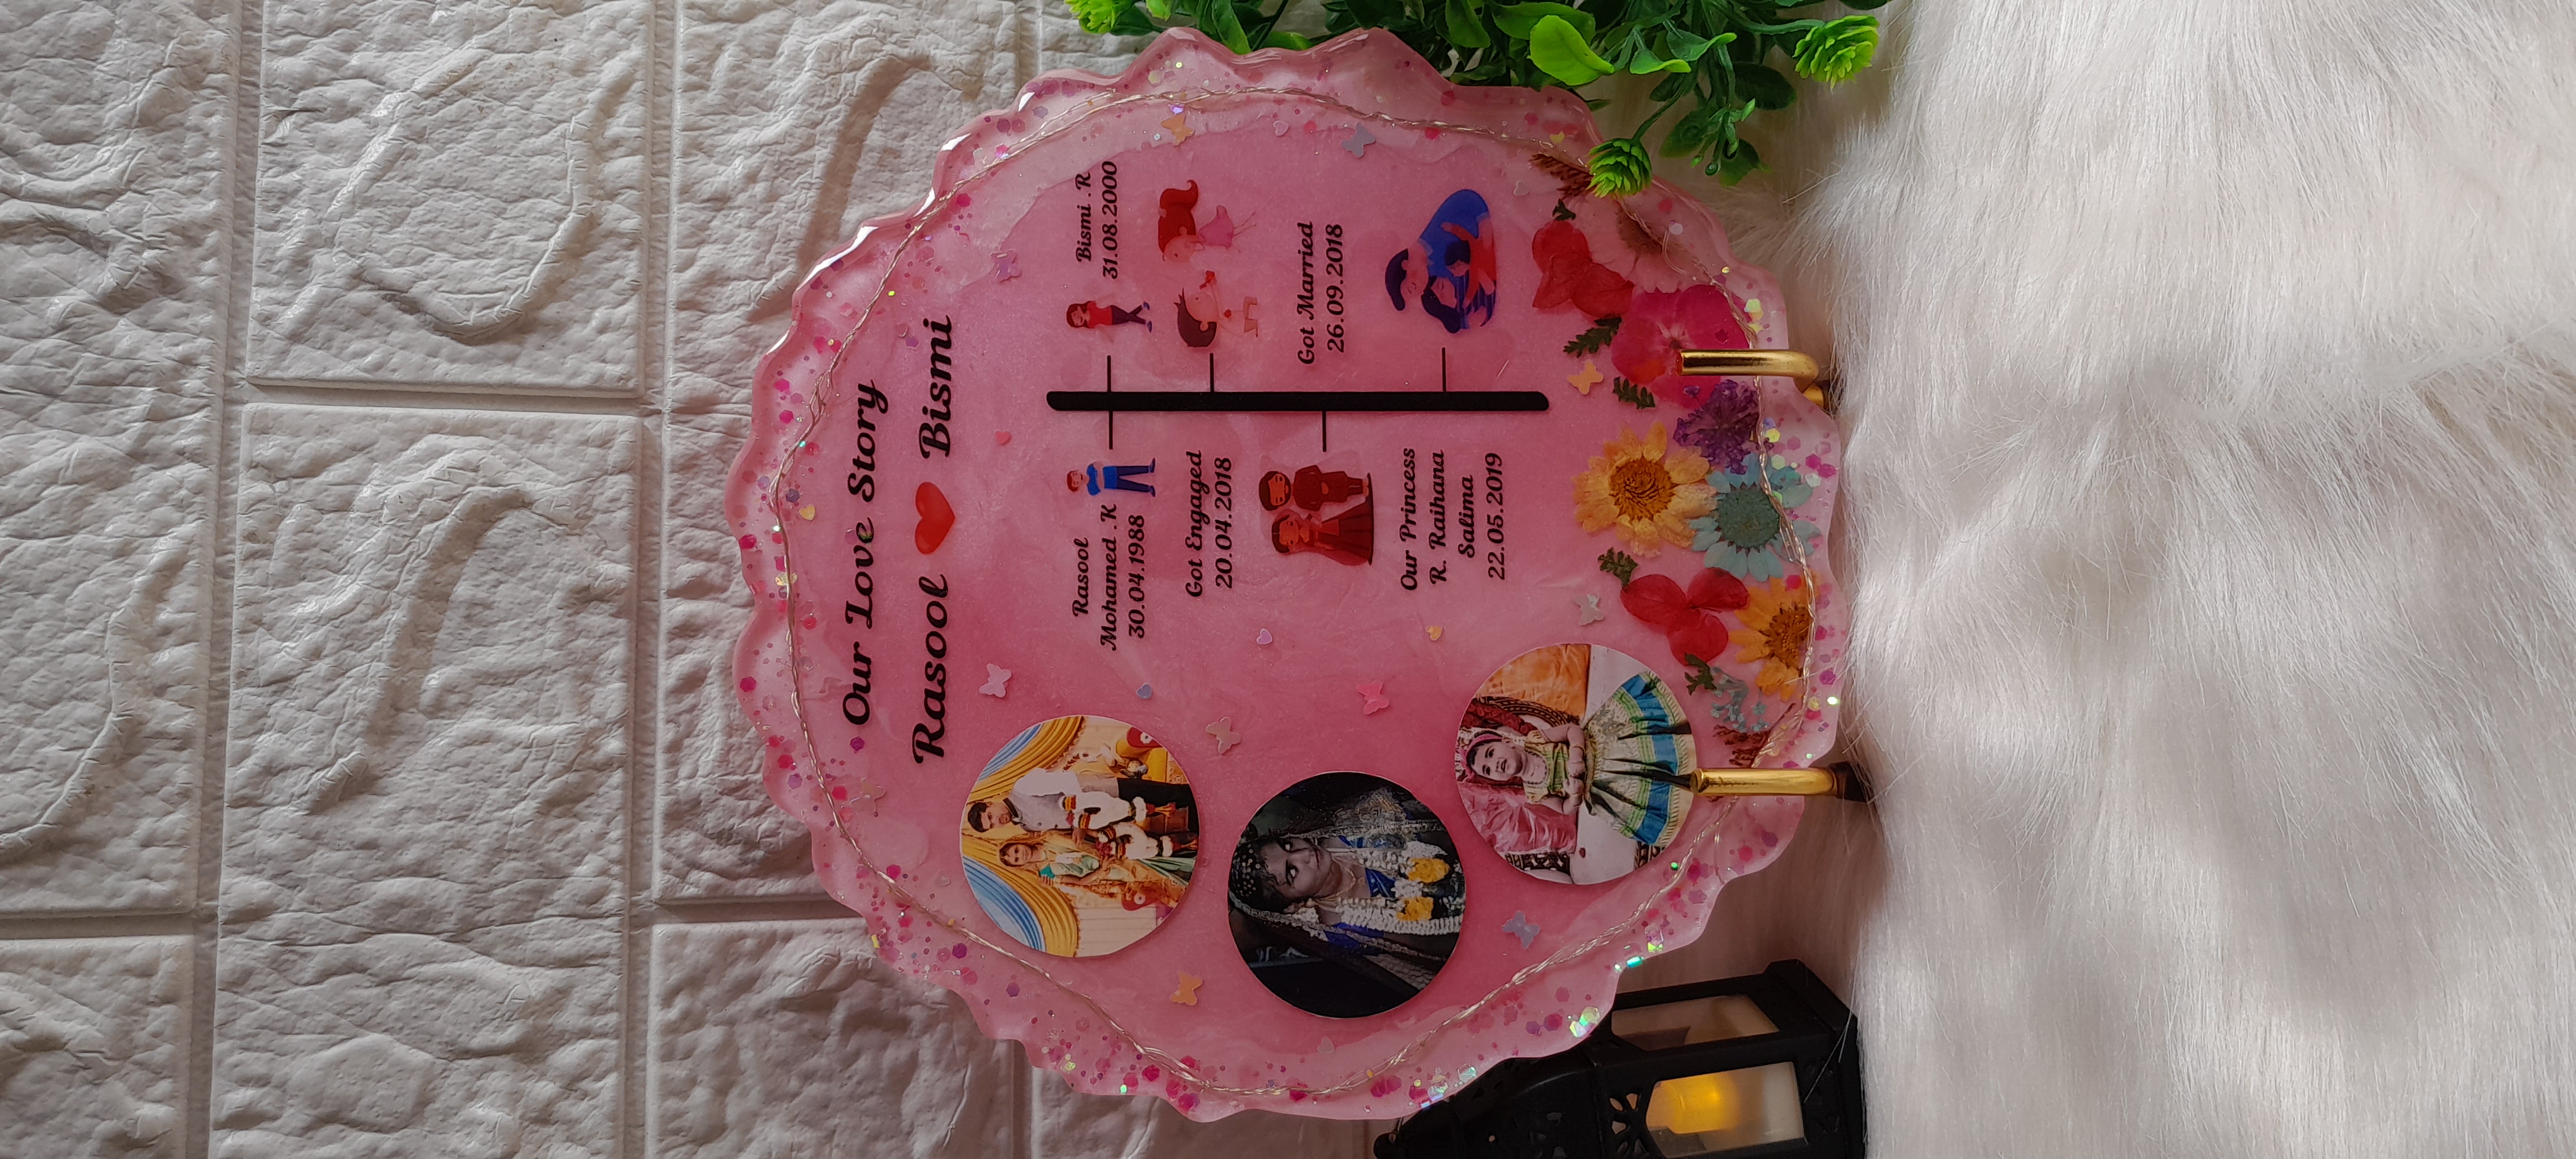 Our Love Story
Rasool Bismi
Rasool
Mohamed .K
30.04.1988
Bismi .R
31.08.2000
Got Engaged
20.04.2018
Got Married
26.09.2018
Our Princess
R. Raihana
Salima
22.05.2019